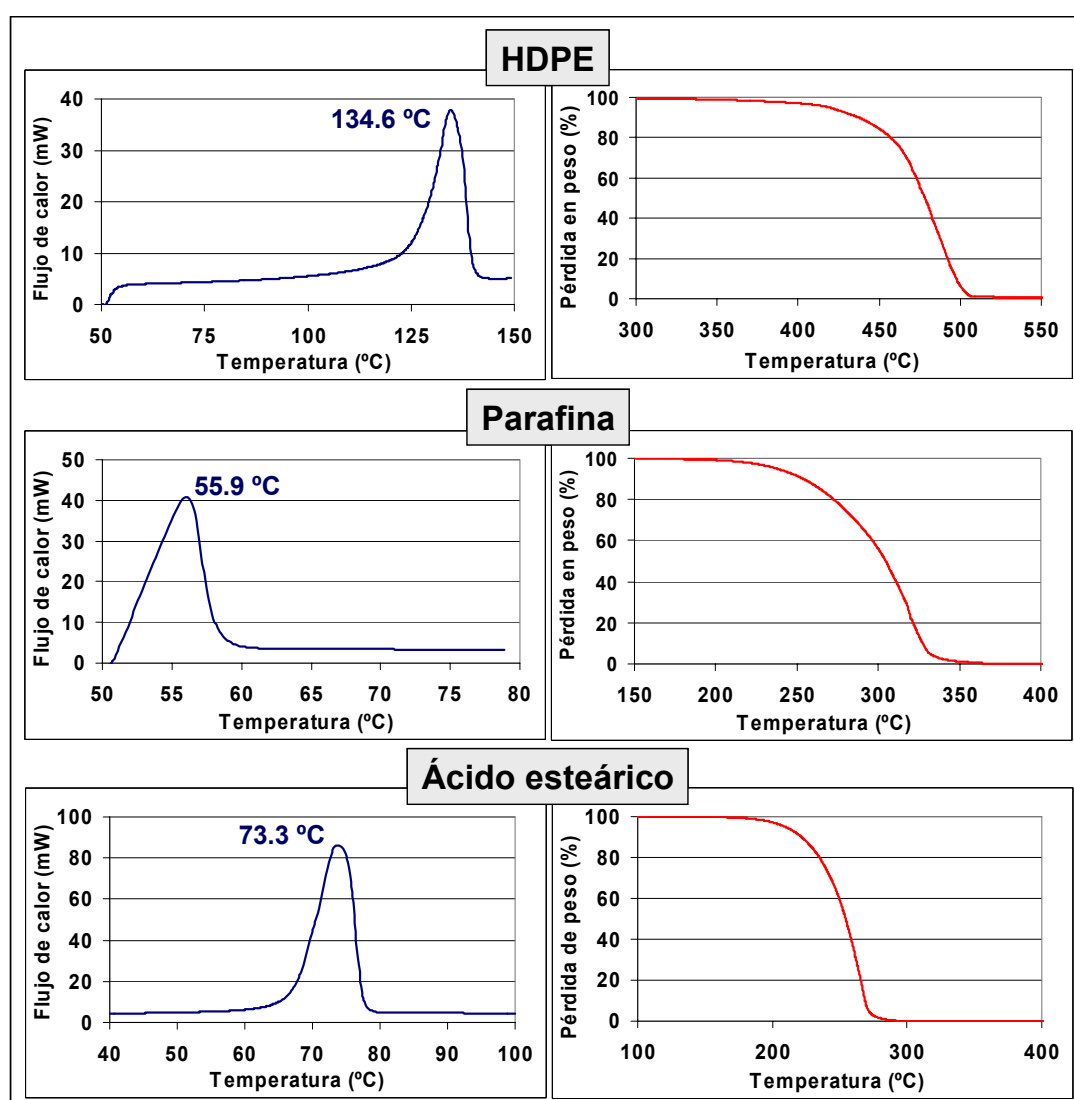 HDPE
Flujo de calor (mW)
40
30
20
10
0
134.6 ºC
50 75 100 125 150
Temperatura (ºC)
Pérdida en peso (%)
100
80
60
40
20
0
300 350 400 450 500 550
Temperatura (ºC)
Parafina
Flujo de calor (mW)
50
40
30
20
10
0
55.9 ºC
50 55 60 65 70 75 80
Temperatura (ºC)
Pérdida en peso (%)
100
80
60
40
20
0
150 200 250 300 350 400
Temperatura (ºC)
Ácido esteárico
Flujo de calor (mW)
100
80
60
40
20
0
73.3 ºC
40 50 60 70 80 90 100
Temperatura (ºC)
Pérdida de peso (%)
100
80
60
40
20
0
100 200 300 400
Temperatura (ºC)